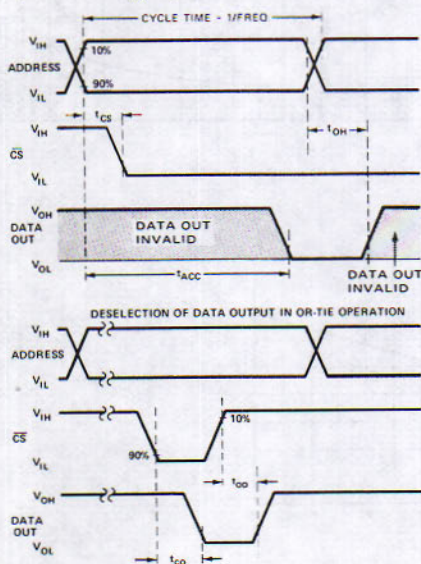 CYCLE TIME - 1/FREQ
VIH
10%
ADDRESS
90%
VIL
tCS
VIH
tOH
CS
VIL
VOH
DATA OUT
DATA OUT INVALID
VOL
tACC
DATA OUT INVALID
DESELECTION OF DATA OUTPUT IN OR-TIE OPERATION
VIH
ADDRESS
VIL
VIH
10%
CS
90%
VIL
tOD
VOH
DATA OUT
VOL
tCO